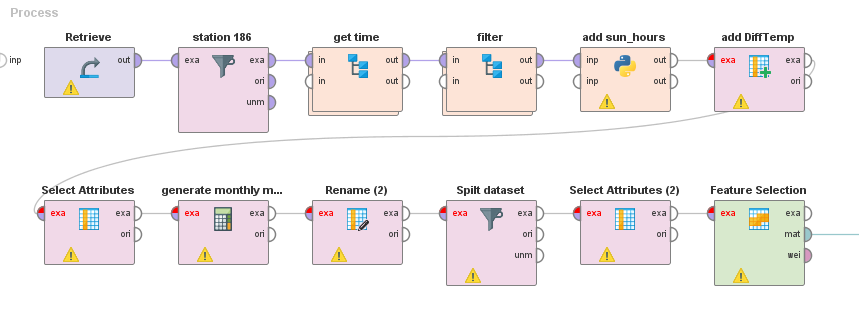 Process
Retrieve station 186 get time filter add sun_hours add DiffTemp
inp out exa exa in out in out inp out exa exa
ori in out in out inp out ori
unm
Select Attributes generate monthly m... Rename (2) Spilt dataset Select Attributes (2) Feature Selection
exa exa exa exa exa exa exa exa exa exa exa exa
ori ori ori ori ori mat
unm wei